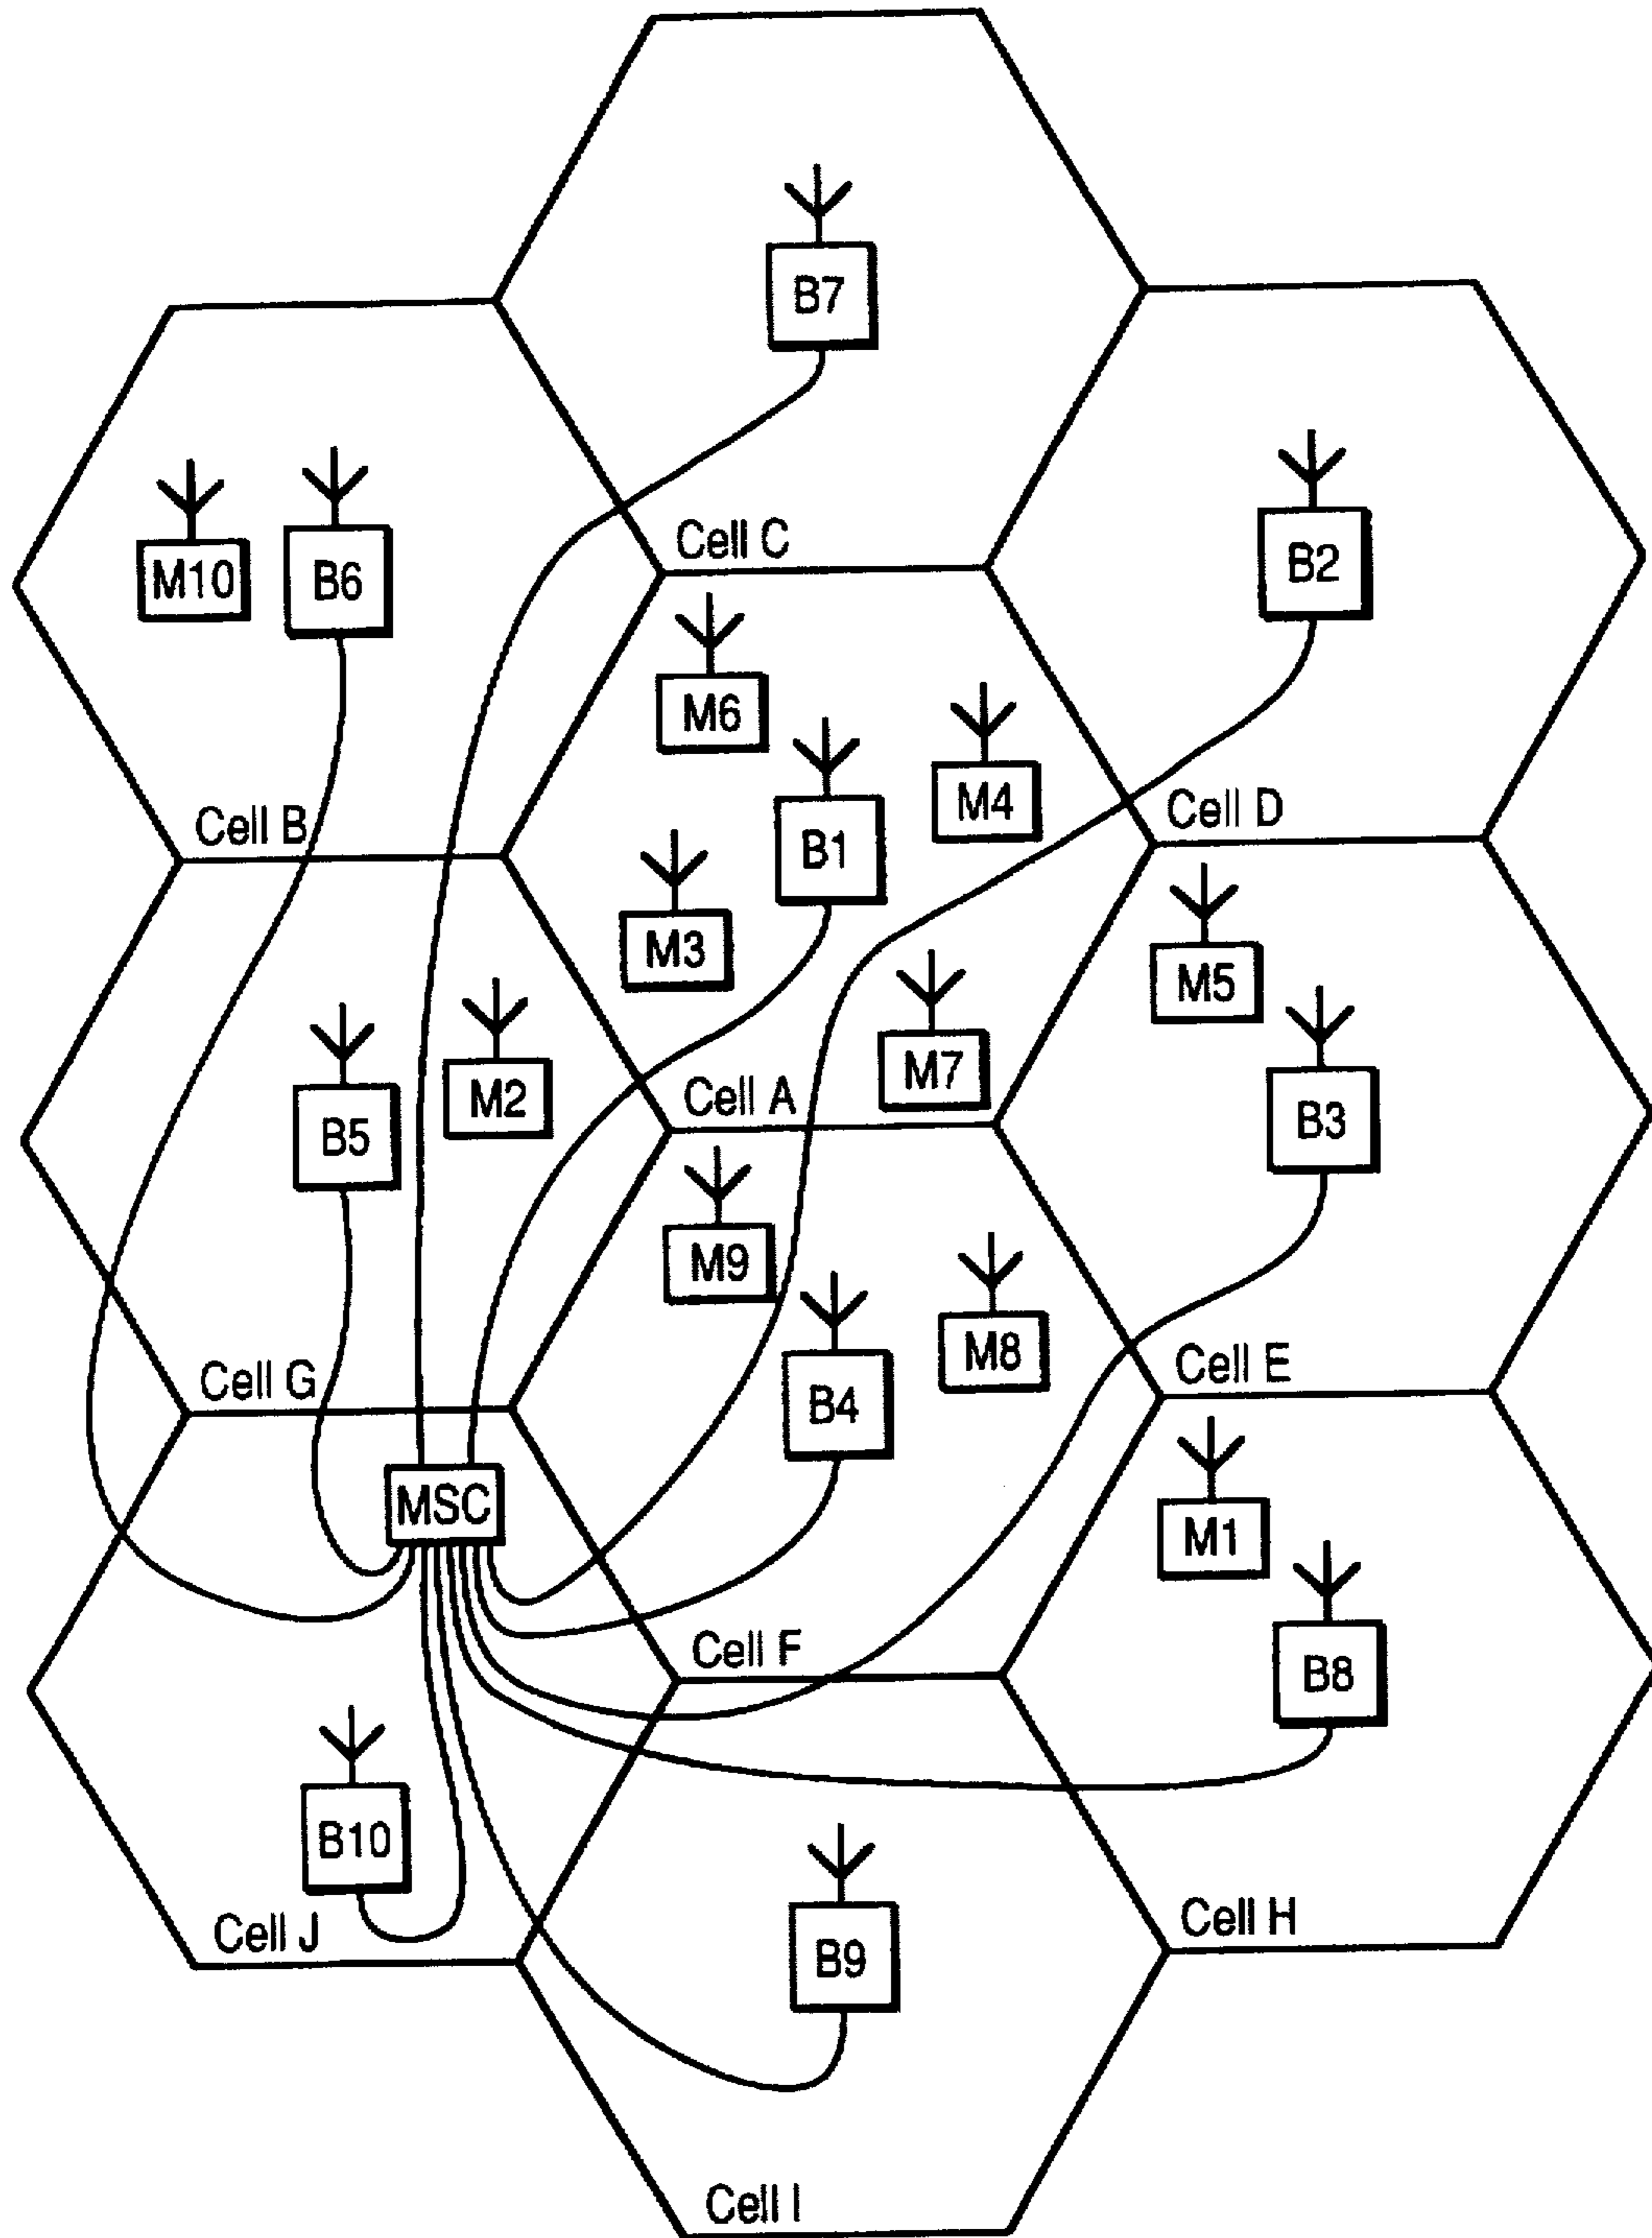 B7
B2
M10
B6
Cell C
M6
M4
B1
Cell B
Cell D
M3
M5
M7
M2
B5
Cell A
B3
M9
M8
Cell G
Cell E
B4
MSC
M1
Cell F
B8
B10
Cell J
B9
Cell H
Cell I